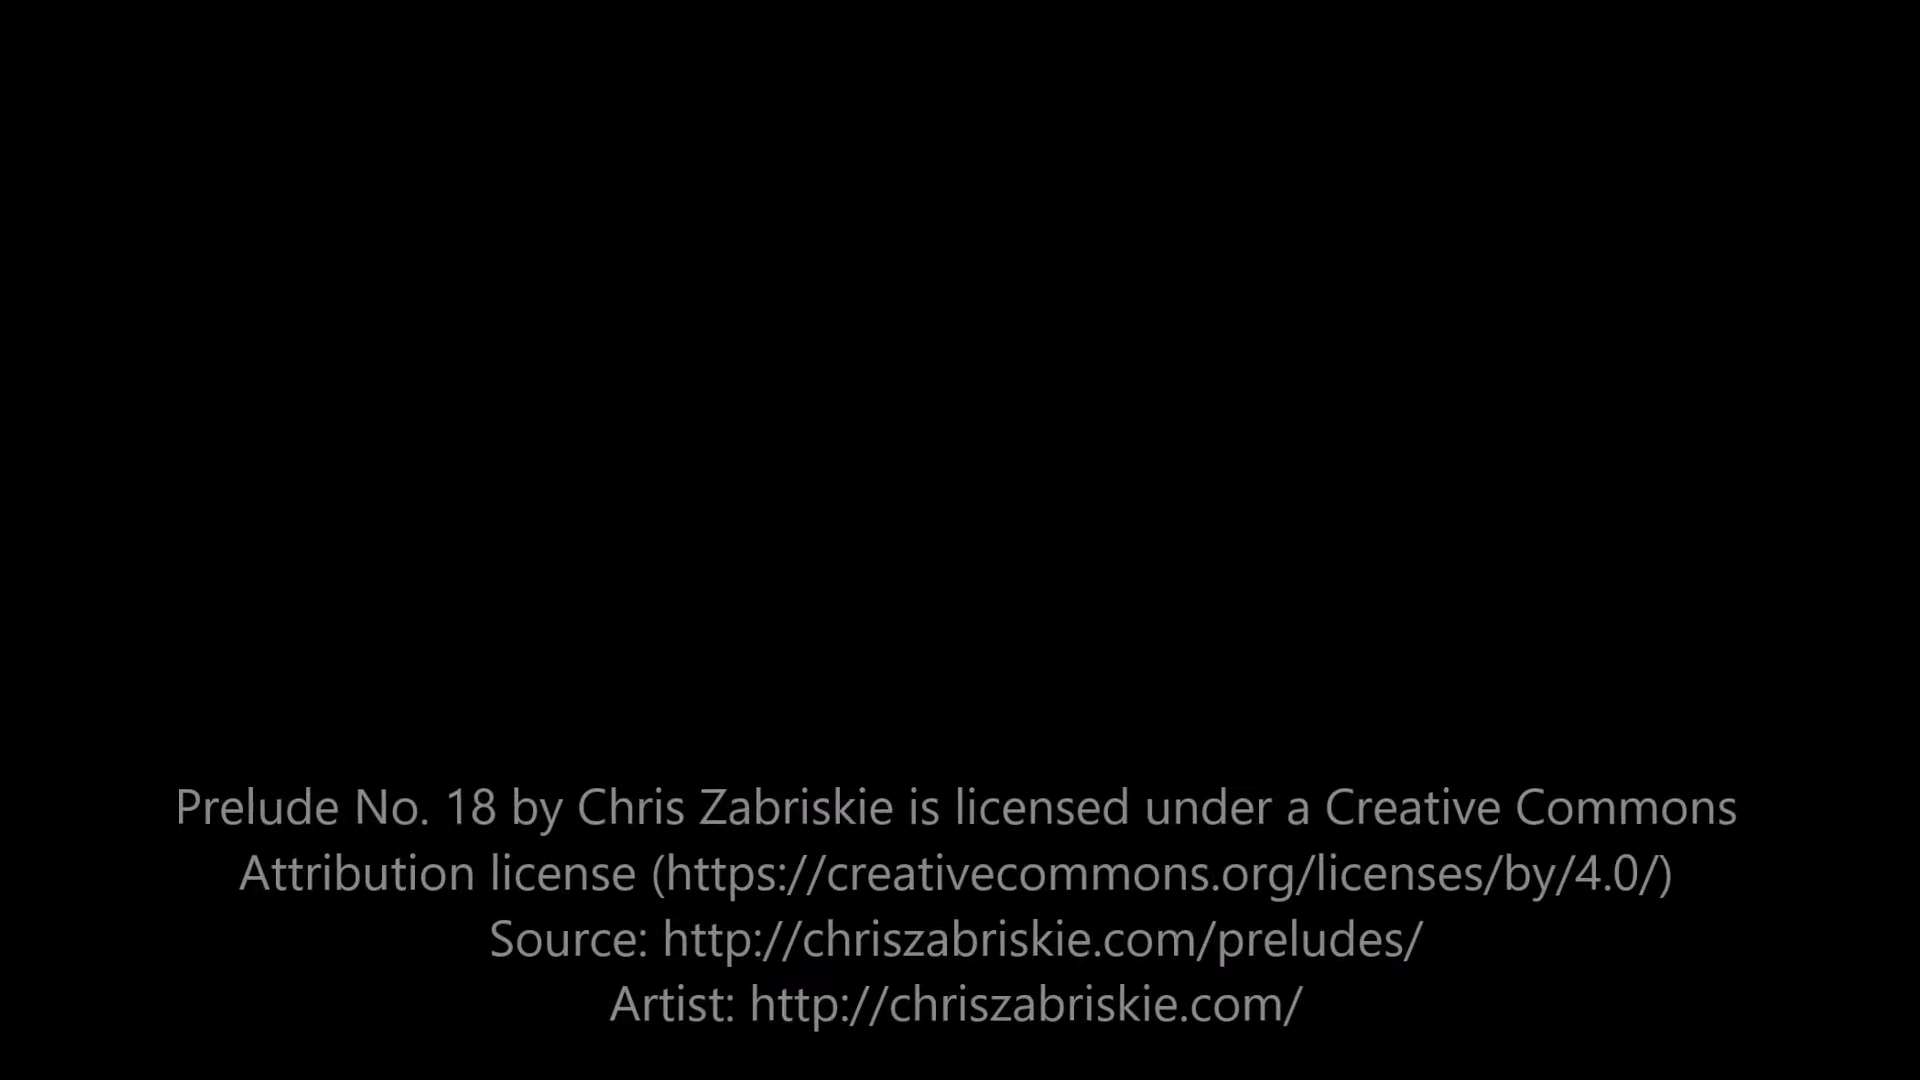 Prelude No. 18 by Chris Zabriskie is licensed under a Creative Commons
Attribution license (https://creativecommons.org/licenses/by/4.0/)
Source: http://chriszabriskie.com/preludes/
Artist: http://chriszabriskie.com/